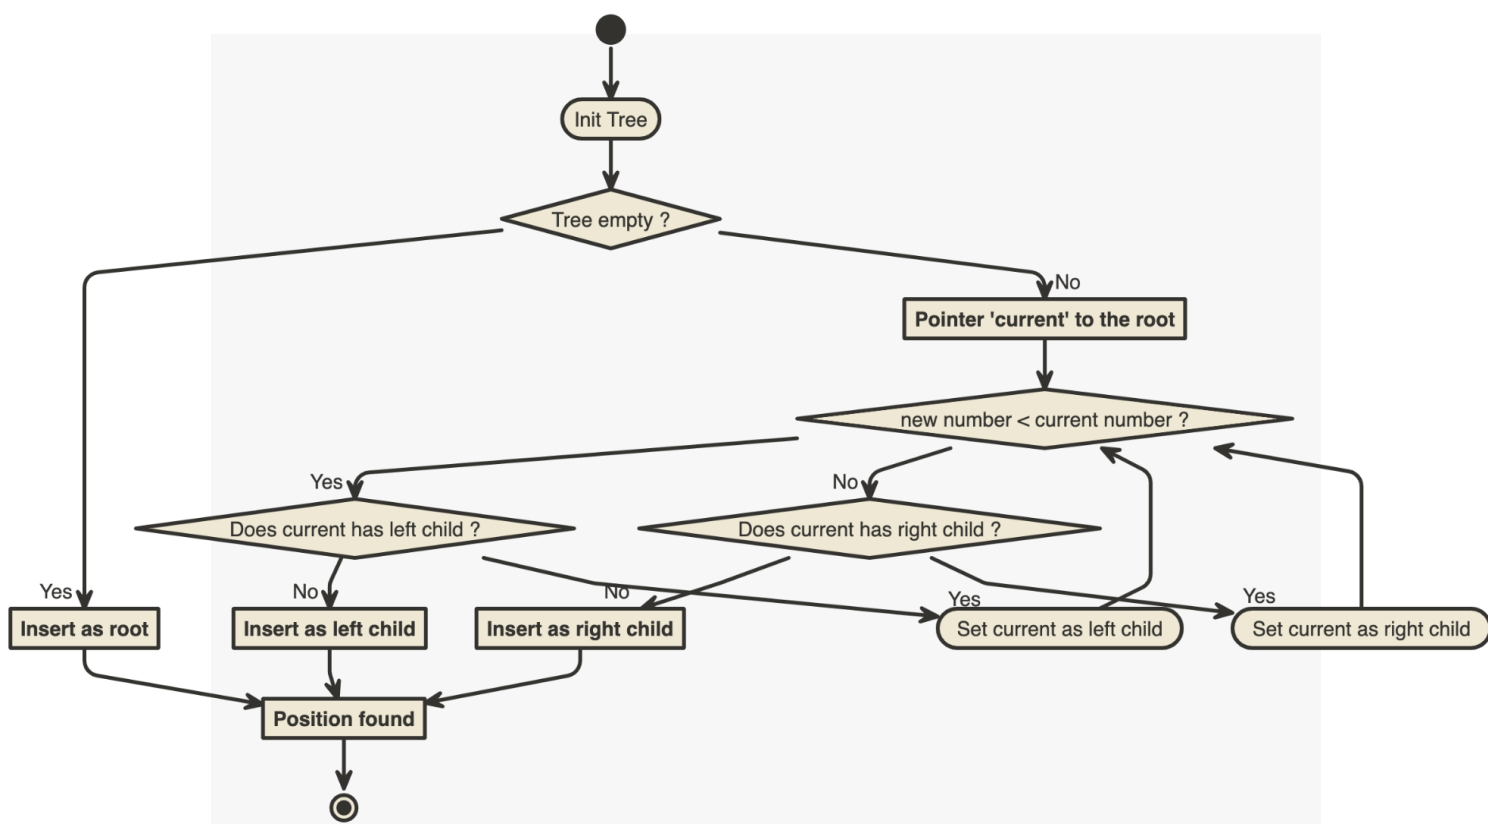 Init Tree
Tree empty ?
No
Pointer 'current' to the root
new number < current number ?
Yes
No
Does current has left child ?
Does current has right child ?
Yes
No
No
Yes
Yes
Insert as root
Insert as left child
Insert as right child
Set current as left child
Set current as right child
Position found